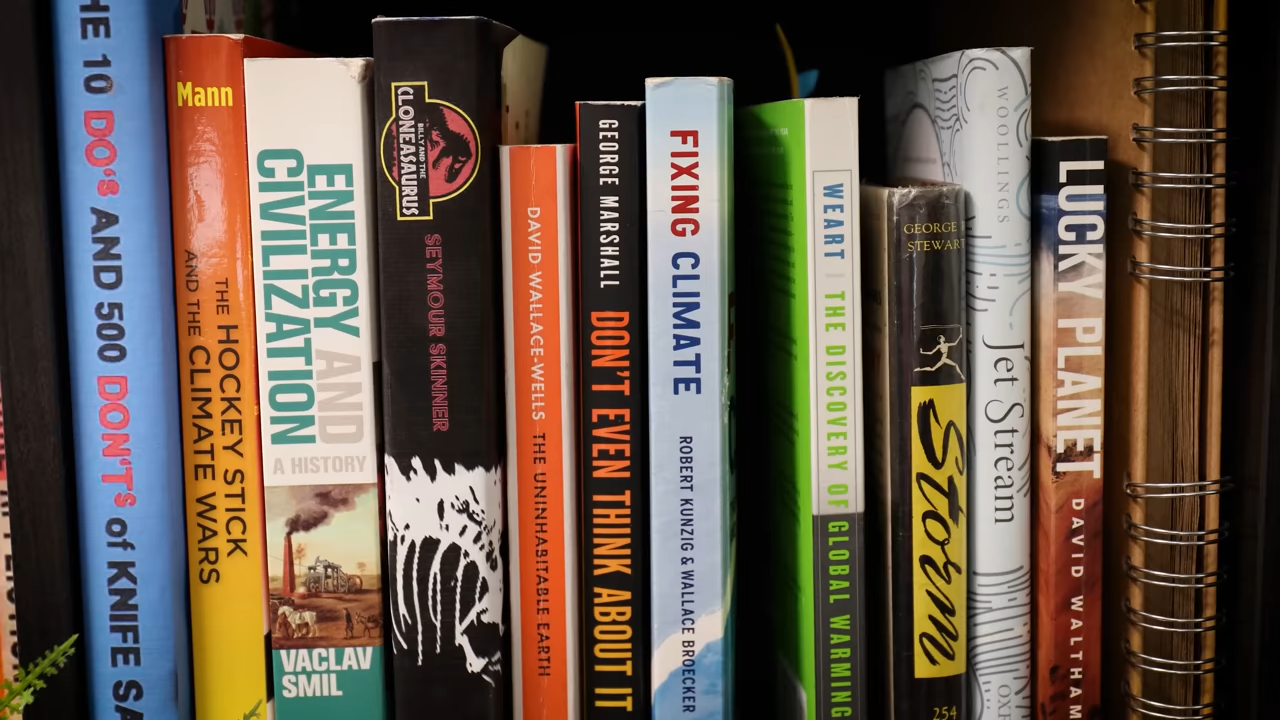 HE 10 DO's AND 500 DON'T's of KNIFE SA
Mann
THE HOCKEY STICK
AND THE CLIMATE WARS
ENERGY AND
CIVILIZATION
A HISTORY
VACLAV
SMIL
BILLY AND THE
CLONEASAURUS
SEYMOUR SKINNER
DAVID WALLACE-WELLS THE UNINHABITABLE EARTH
GEORGE MARSHALL DON'T EVEN THINK ABOUT IT
FIXING CLIMATE ROBERT KUNZIG & WALLACE BROECKER
WEART THE DISCOVERY OF GLOBAL WARMING
GEORGE
STEWART
Storm
254
WOOLLINGS Jet Stream OXF
LUCKY PLANET DAVID WALTHAM